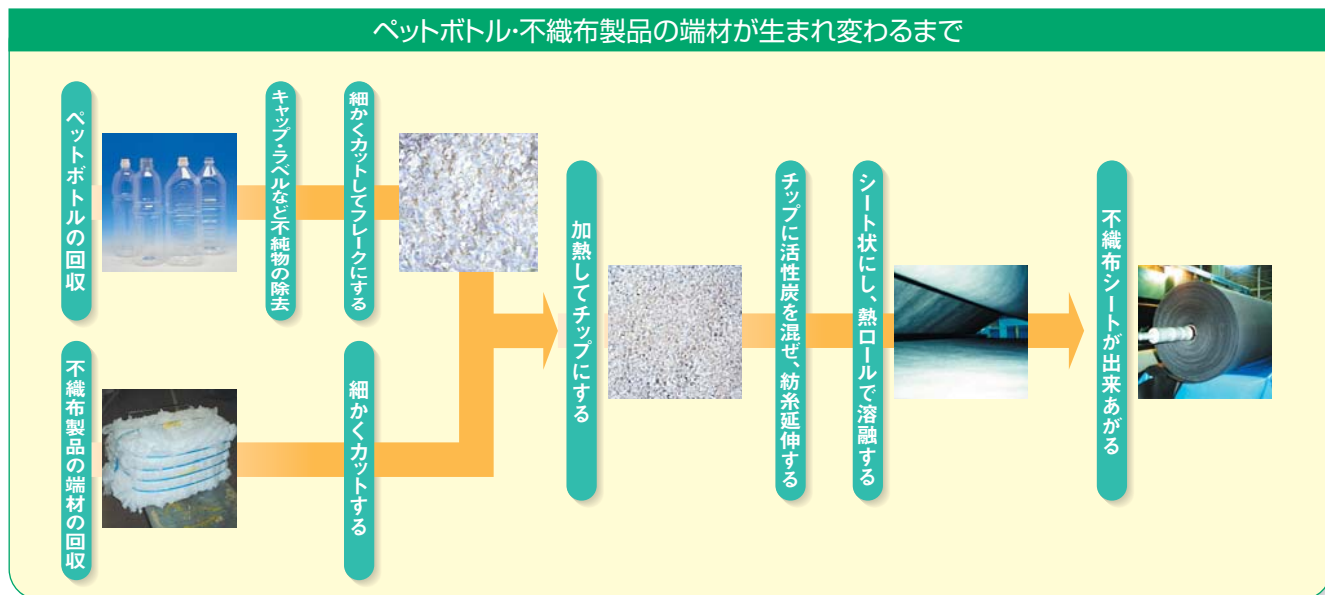 ペットボトル・不織布製品の端材が生まれ変わるまで
ペットボトルの回収
キャップ・ラベルなど不純物の除去
細かくカットしてフレークにする
不織布製品の端材の回収
細かくカットする
加熱してチップにする
チップに活性炭を混ぜ、紡糸延伸する
シート状にし、熱ロールで溶融する
不織布シートが出来あがる